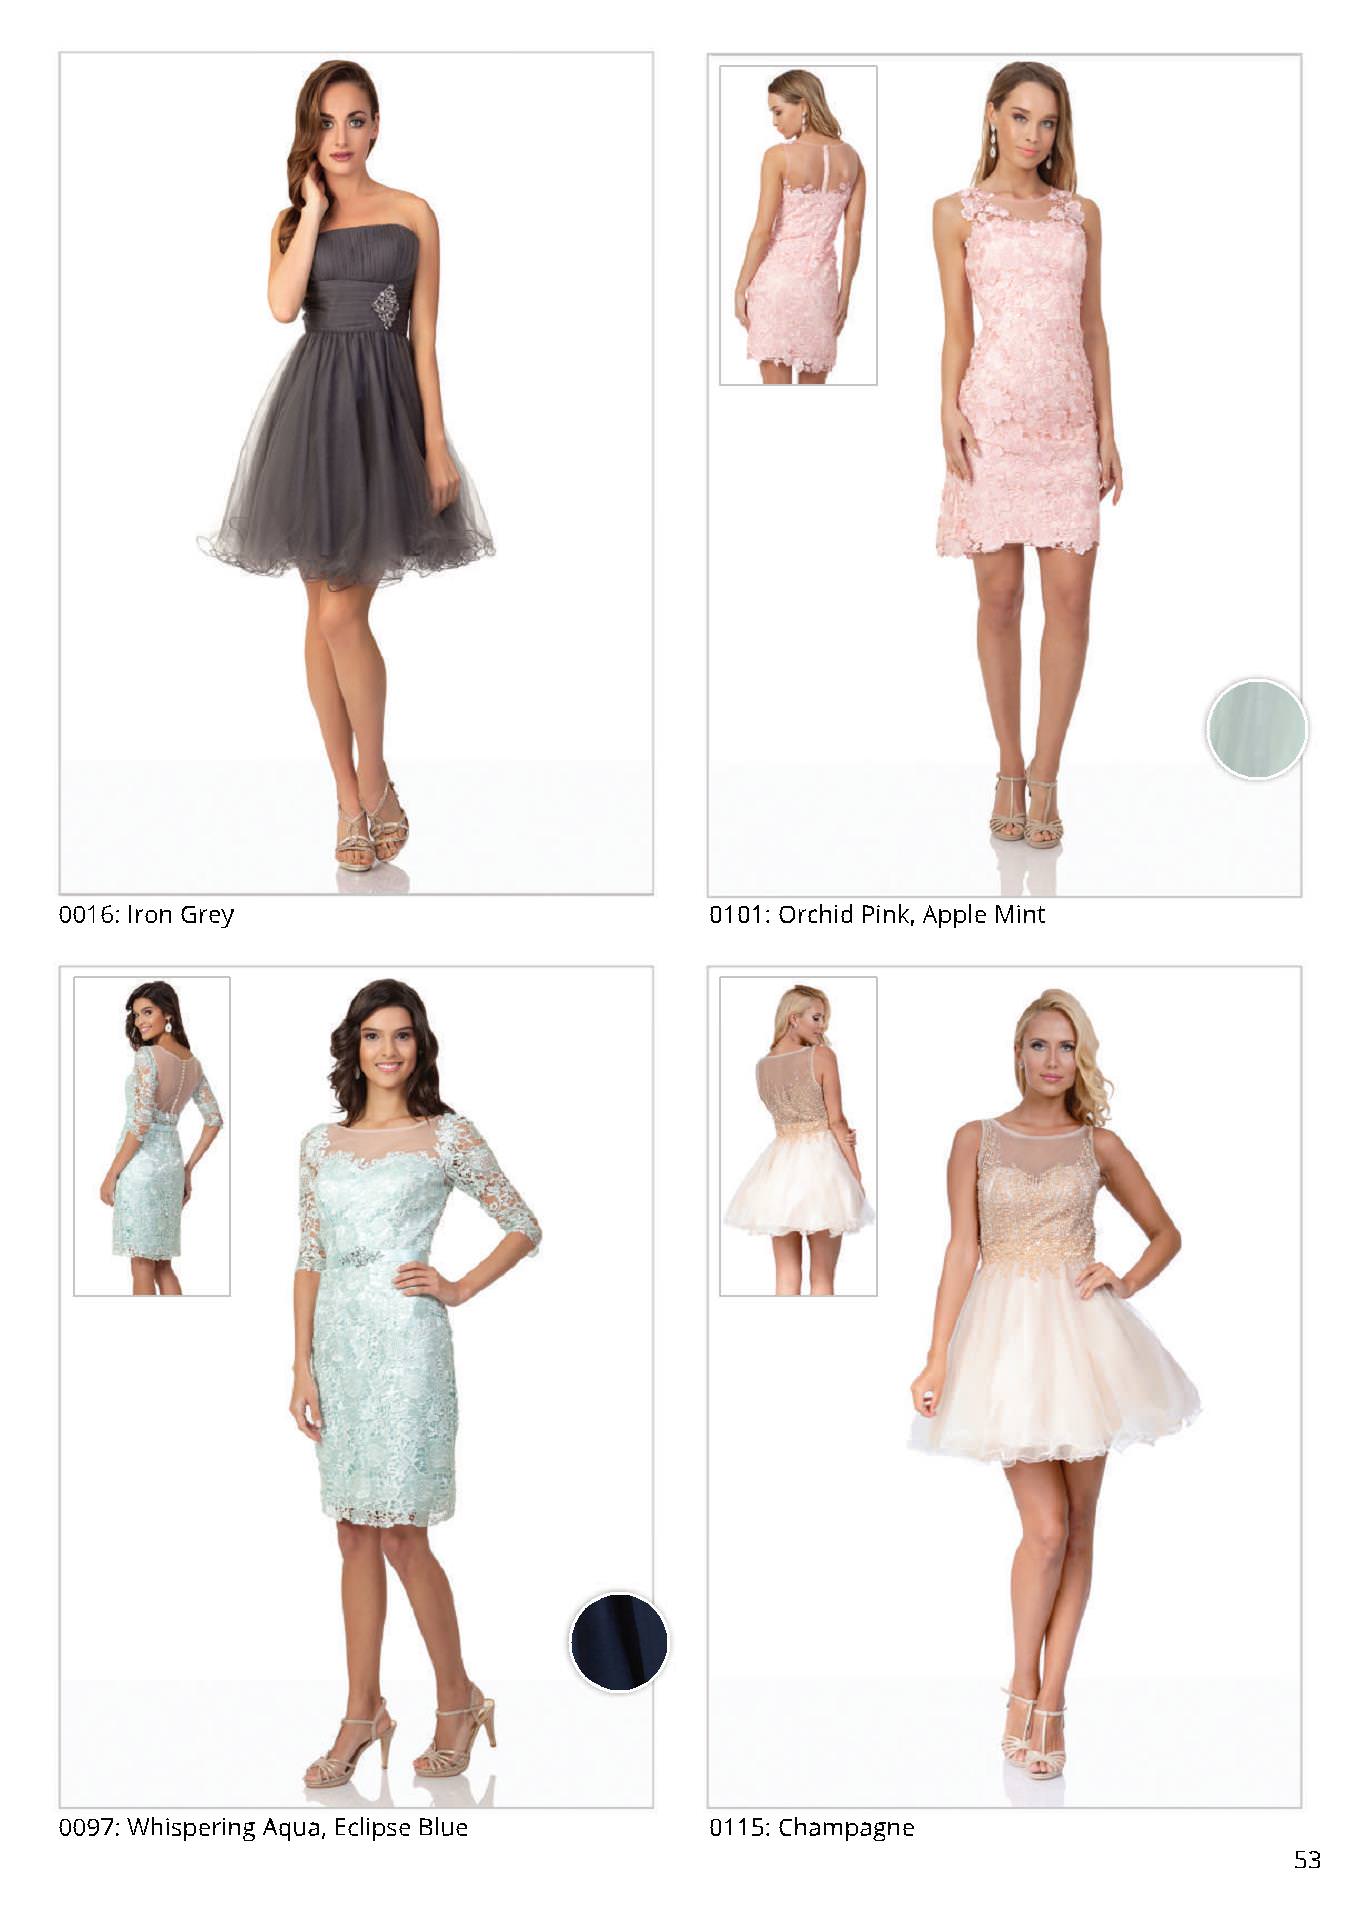 0016: Iron Grey
0101: Orchid Pink, Apple Mint
0097: Whispering Aqua, Eclipse Blue
0115: Champagne
53